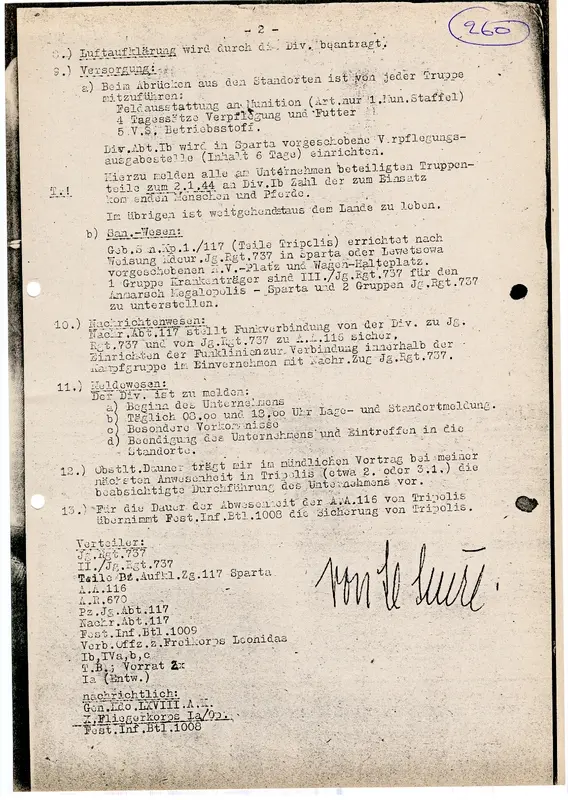 - 2 -
260
8.) Luftaufklärung wird durch die Div. beantragt.
9.) Versorgung:
a) Beim Abrücken aus den Standorten ist von jeder Truppe
mitzuführen:
Feldausstattung an Munition (Art.nur 1.Mun.Staffel)
4 Tagessätze Verpflegung und Futter
5 V.S. Betriebsstoff.
Div.Abt.Ib wird in Sparta vorgeschobene Verpflegungs-
ausgabestelle (Inhalt 6 Tage) einrichten.
Hierzu melden alle am Unternehmen beteiligten Truppen-
T.! teile zum 2.1.44 an Div.Ib Zahl der zum Einsatz
kommenden Menschen und Pferde.
Im übrigen ist weitgehendst aus dem Lande zu leben.
b) San.-Wesen:
Geb.San.Kp.1./117 (Teile Tripolis) errichtet nach
Weisung Kdeur.Jg.Rgt.737 in Sparta oder Lewetsowa
vorgeschobenen H.V.-Platz und Wagen-Halteplatz.
1 Gruppe Krankenträger sind III./Jg.Rgt.737 für den
Anmarsch Megalopolis - Sparta und 2 Gruppen Jg.Rgt.737
zu unterstellen.
10.) Nachrichtenwesen:
Nachr.Abt.117 stellt Funkverbindung von der Div. zu Jg.
Rgt.737 und von Jg.Rgt.737 zu A.A.116 sicher,
Einrichten der Funklinien zur Verbindung innerhalb der
Kampfgruppe im Einvernehmen mit Nachr.Zug Jg.Rgt.737.
11.) Meldewesen:
Der Div. ist zu melden:
a) Beginn des Unternehmens
b) Täglich 08.00 und 18.00 Uhr Lage- und Standortmeldung.
c) Besondere Vorkommnisse
d) Beendigung des Unternehmens und Eintreffen in die
Standorte.
12.) Obstlt.Dauner trägt mir im mündlichen Vortrag bei meiner
nächsten Anwesenheit in Tripolis (etwa 2. oder 3.1.) die
beabsichtigte Durchführung des Unternehmens vor.
13.) Für die Dauer der Abwesenheit der A.A.116 von Tripolis
übernimmt Fest.Inf.Btl.1008 die Sicherung von Tripolis.
Verteiler:
Jg.Rgt.737
II./Jg.Rgt.737
Teile Pz.Aufkl.Zg.117 Sparta
A.A.116
A.R.670
Pz.Jg.Abt.117
Nachr.Abt.117
Fest.Inf.Btl.1009
Verb.Offz.z.Freikorps Leonidas
Ib,IVa,b,c
T.B.; Vorrat 2x
Ia (Entw.)
von Le Suire.
nachrichtlich:
Gen.Kdo.LXVIII.A.K.
X.Fliegerkorps Ia/Op.
Fest.Inf.Btl.1008